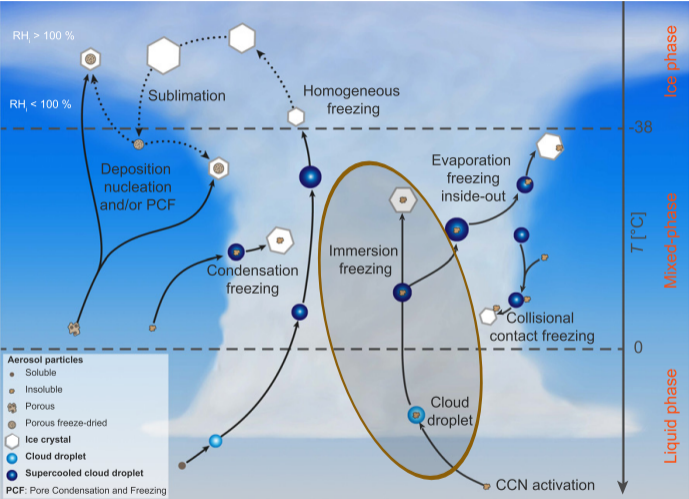 RHi > 100 %
RHi < 100 %
Sublimation
Homogeneous
freezing
Deposition
nucleation
and/or PCF
Condensation
freezing
Immersion
freezing
Evaporation
freezing
inside-out
Collisional
contact freezing
Cloud
droplet
CCN activation
-38
0
T [°C]
Ice phase
Mixed-phase
Liquid phase
Aerosol particles
Soluble
Insoluble
Porous
Porous freeze-dried
Ice crystal
Cloud droplet
Supercooled cloud droplet
PCF: Pore Condensation and Freezing